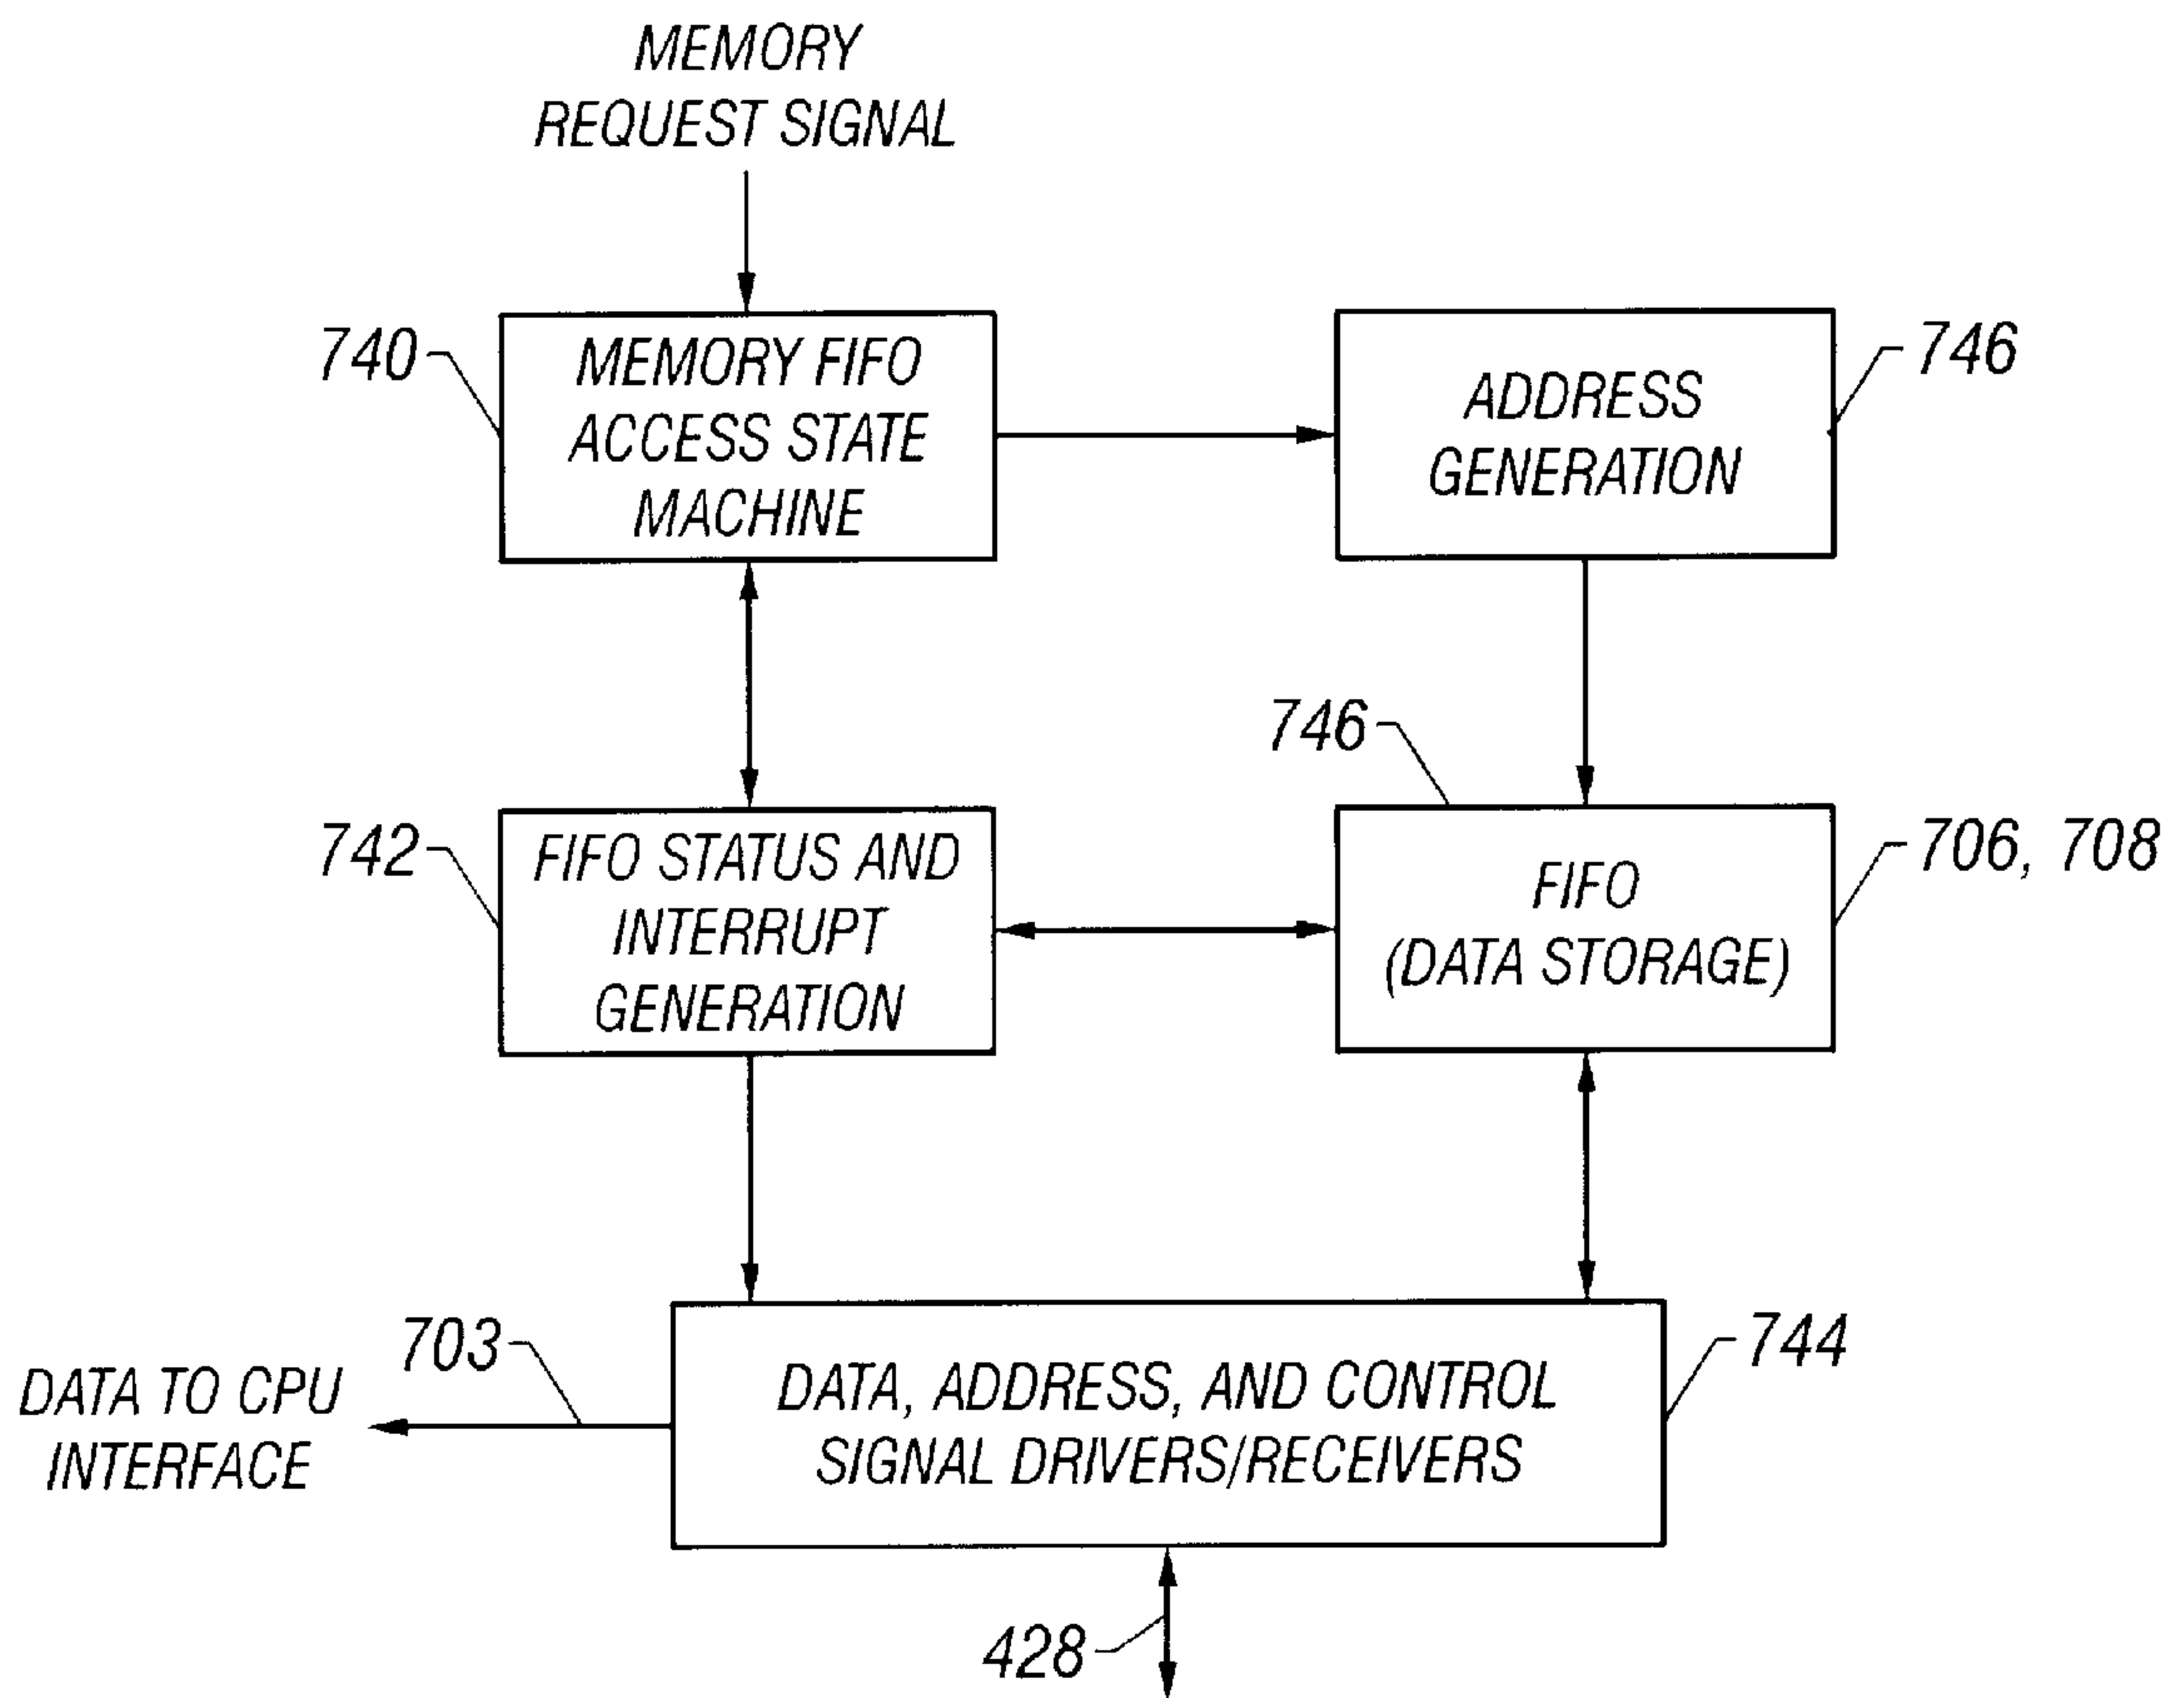 MEMORY
REQUEST SIGNAL
740
MEMORY FIFO
ACCESS STATE
MACHINE
ADDRESS
GENERATION
746
742
FIFO STATUS AND
INTERRUPT
GENERATION
746
FIFO
(DATA STORAGE)
706, 708
703
DATA TO CPU
INTERFACE
DATA, ADDRESS, AND CONTROL
SIGNAL DRIVERS/RECEIVERS
744
428